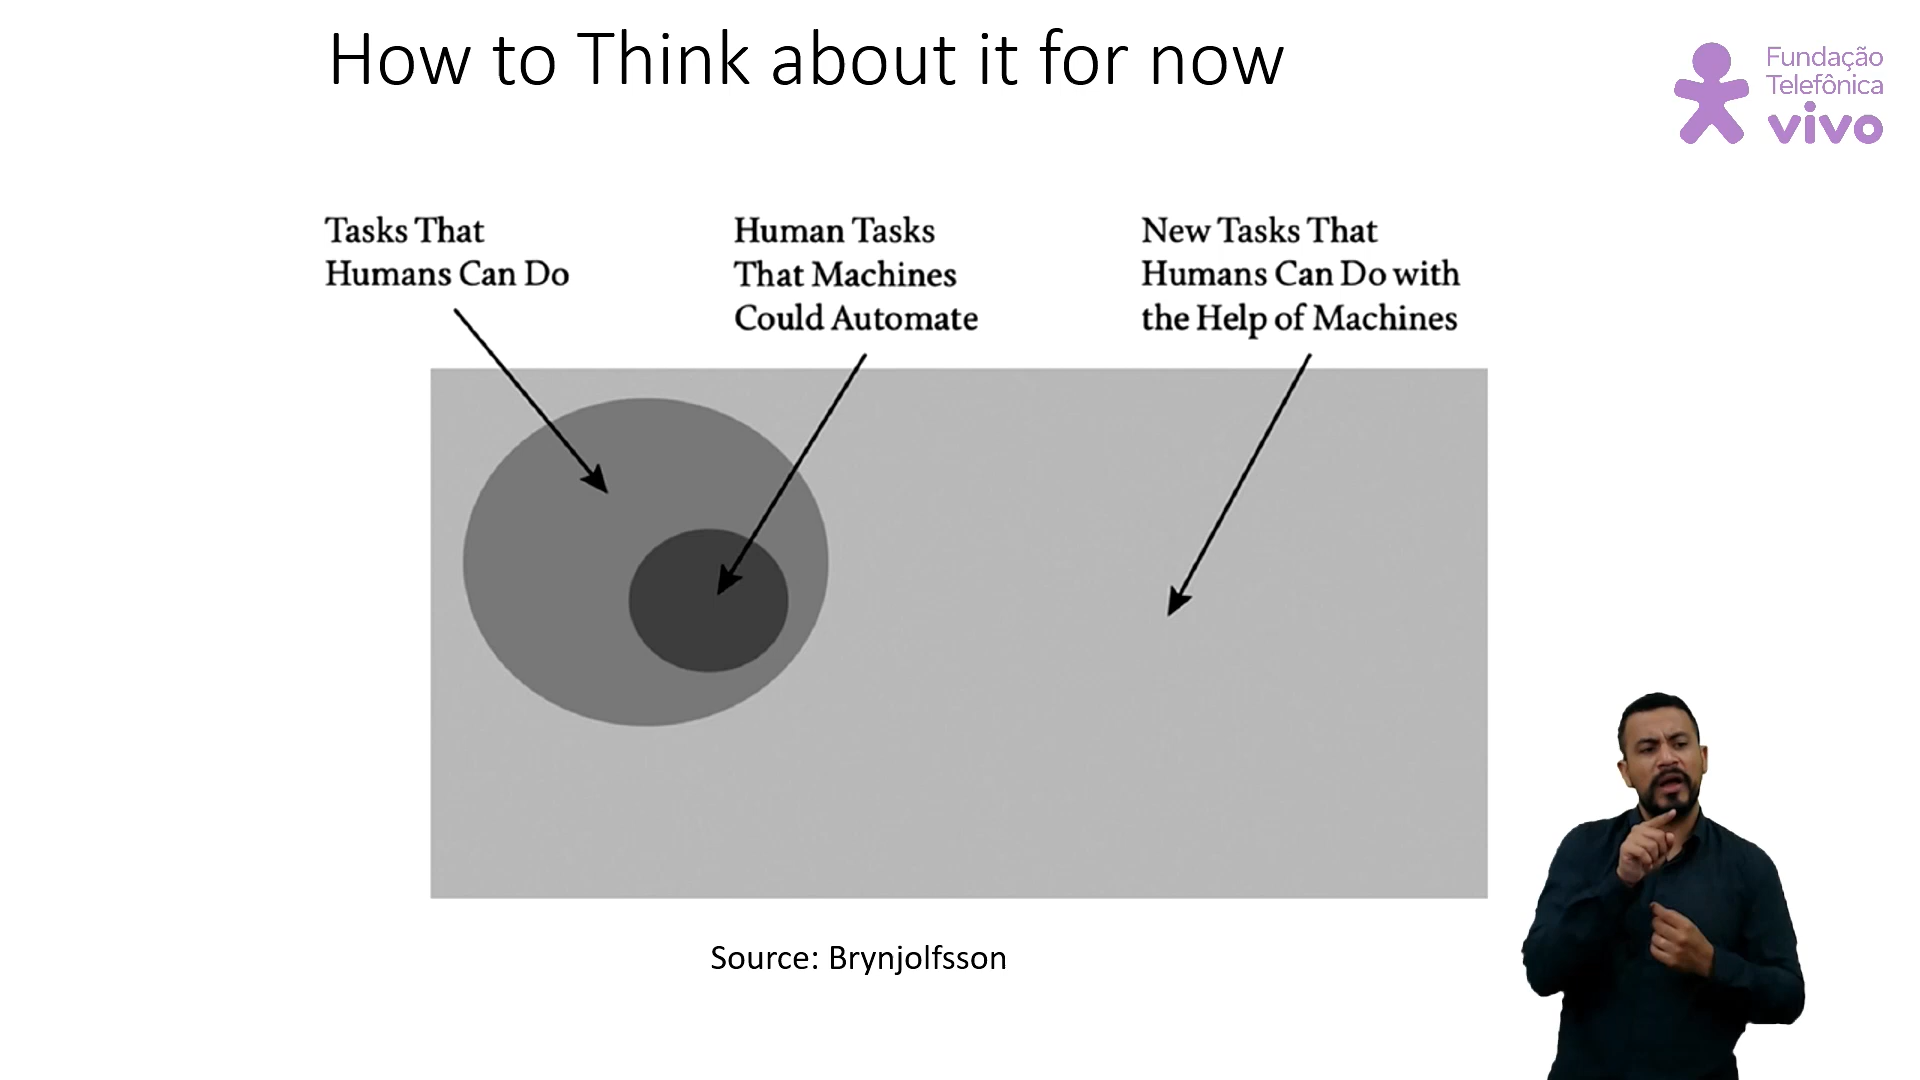 How to Think about it for now
Fundação
Telefônica
vivo
Tasks That
Humans Can Do
Human Tasks
That Machines
Could Automate
New Tasks That
Humans Can Do with
the Help of Machines
Source: Brynjolfsson